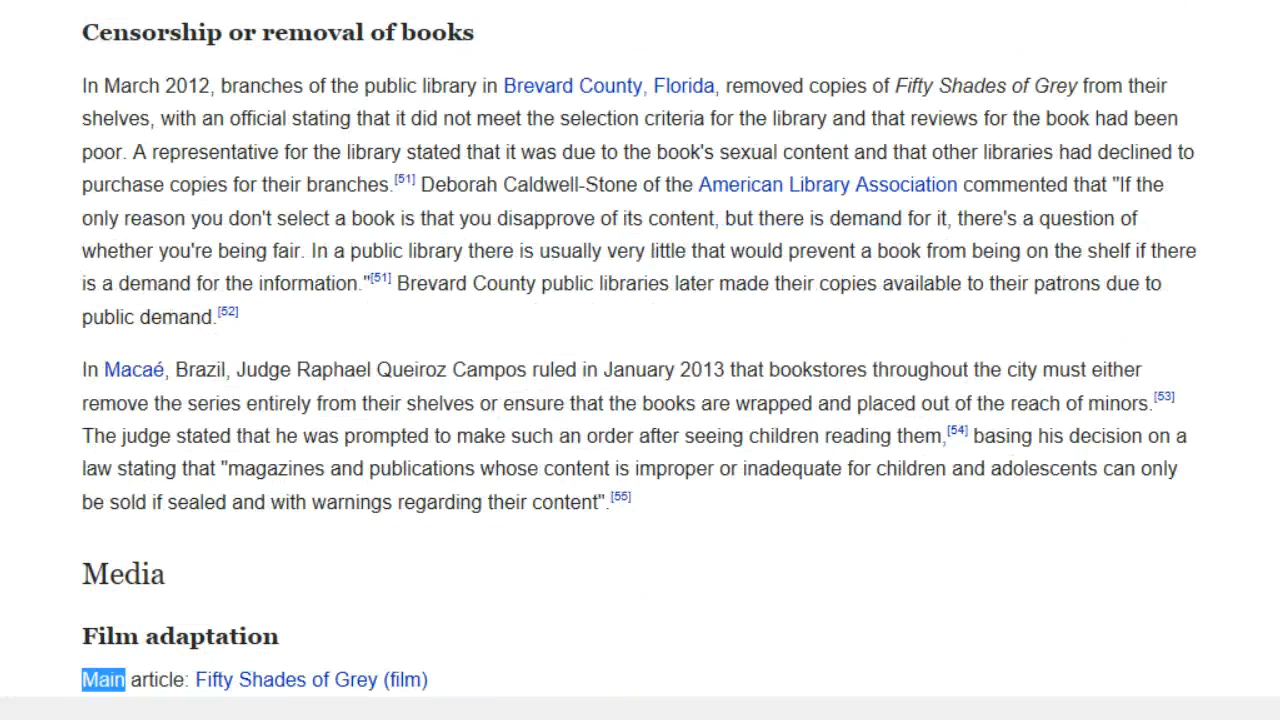 Censorship or removal of books
In March 2012, branches of the public library in Brevard County, Florida, removed copies of Fifty Shades of Grey from their
shelves, with an official stating that it did not meet the selection criteria for the library and that reviews for the book had been
poor. A representative for the library stated that it was due to the book's sexual content and that other libraries had declined to
purchase copies for their branches.[51] Deborah Caldwell-Stone of the American Library Association commented that "If the
only reason you don't select a book is that you disapprove of its content, but there is demand for it, there's a question of
whether you're being fair. In a public library there is usually very little that would prevent a book from being on the shelf if there
is a demand for the information."[51] Brevard County public libraries later made their copies available to their patrons due to
public demand.[52]
In Macaé, Brazil, Judge Raphael Queiroz Campos ruled in January 2013 that bookstores throughout the city must either
remove the series entirely from their shelves or ensure that the books are wrapped and placed out of the reach of minors.[53]
The judge stated that he was prompted to make such an order after seeing children reading them,[54] basing his decision on a
law stating that "magazines and publications whose content is improper or inadequate for children and adolescents can only
be sold if sealed and with warnings regarding their content".[55]
Media
Film adaptation
Main article: Fifty Shades of Grey (film)